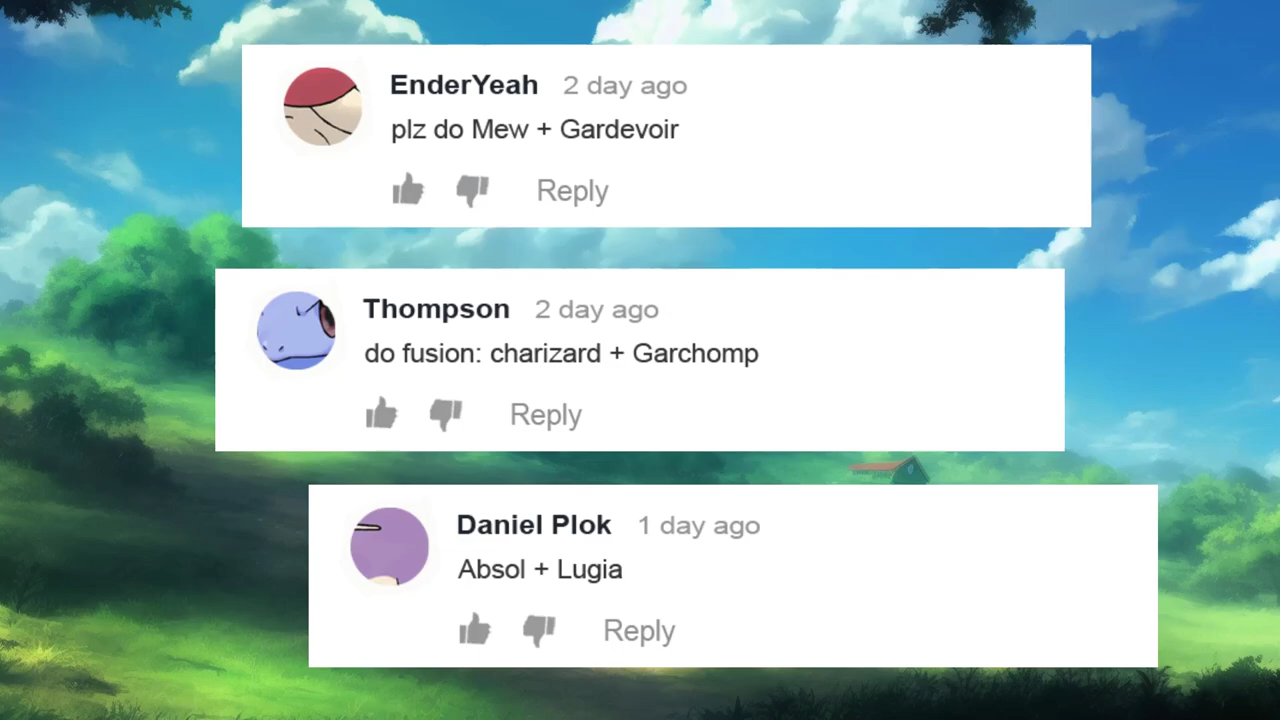 EnderYeah 2 day ago
plz do Mew + Gardevoir
Reply
Thompson 2 day ago
do fusion: charizard + Garchomp
Reply
Daniel Plok 1 day ago
Absol + Lugia
Reply